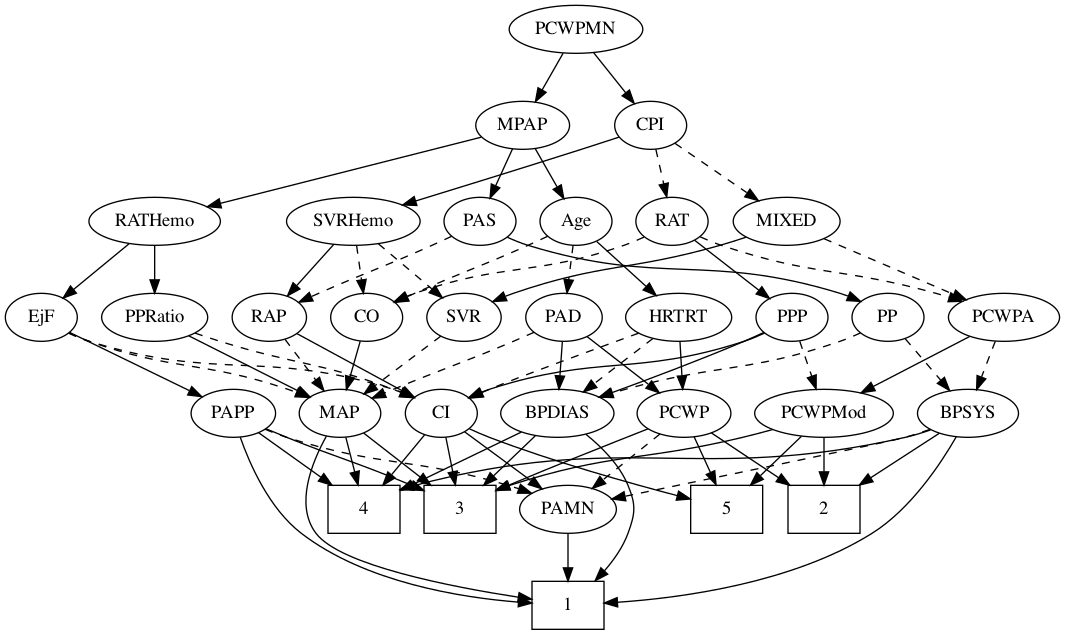 PCWPMN
MPAP
CPI
RATHemo
SVRHemo
PAS
Age
RAT
MIXED
EjF
PPRatio
RAP
CO
SVR
PAD
HRTRT
PPP
PP
PCWPA
PAPP
MAP
CI
BPDIAS
PCWP
PCWPMod
BPSYS
4
3
PAMN
5
2
1